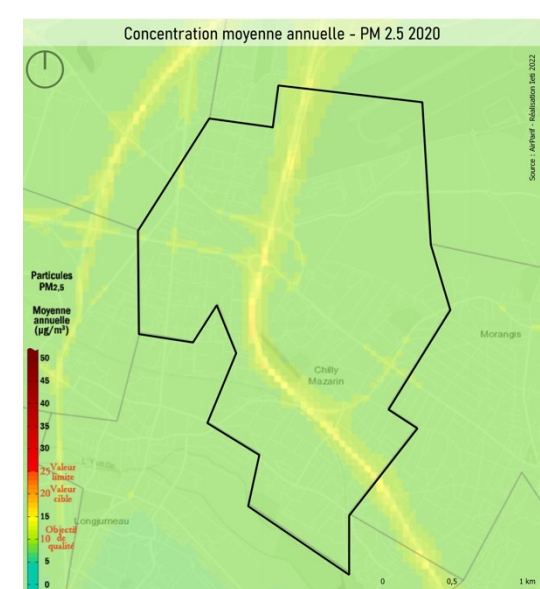 Concentration moyenne annuelle - PM 2.5 2020
Source : AirParif - Réalisation Ieti 2022
Particules
PM2,5
Moyenne
annuelle
(µg/m³)
50
45
40
35
30
25 Valeur
limite
20 Valeur
cible
15
Objectif
10 de
qualité
5
0
Morangis
Chilly
Mazarin
Longjumeau
0 0,5 1 km